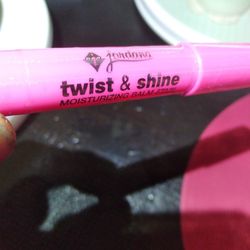 jordana
twist & shine
MOISTURIZING BALM STAIN